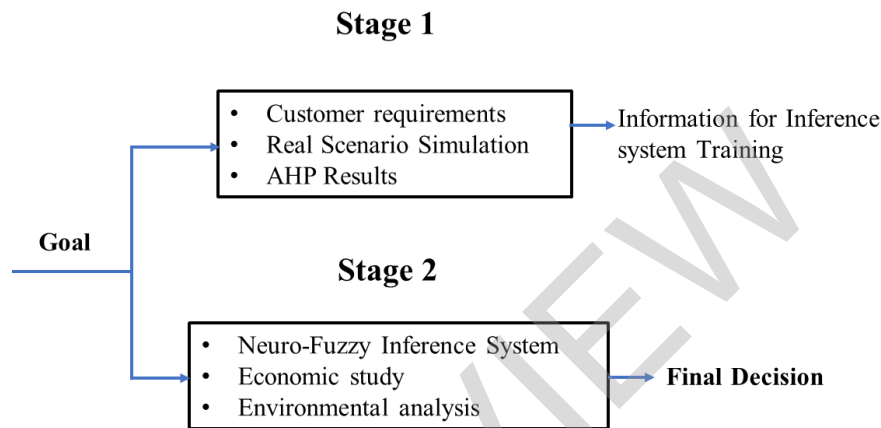 Stage 1
• Customer requirements
• Real Scenario Simulation
• AHP Results
Information for Inference
system Training
Goal
Stage 2
• Neuro-Fuzzy Inference System
• Economic study
• Environmental analysis
Final Decision
VIEW